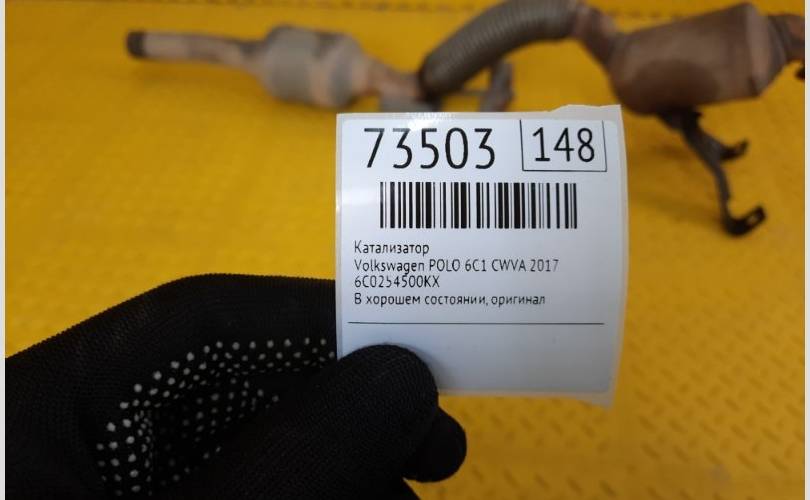 73503 148
Катализатор
Volkswagen POLO 6C1 CWVA 2017
6C0254500KX
В хорошем состоянии, оригинал